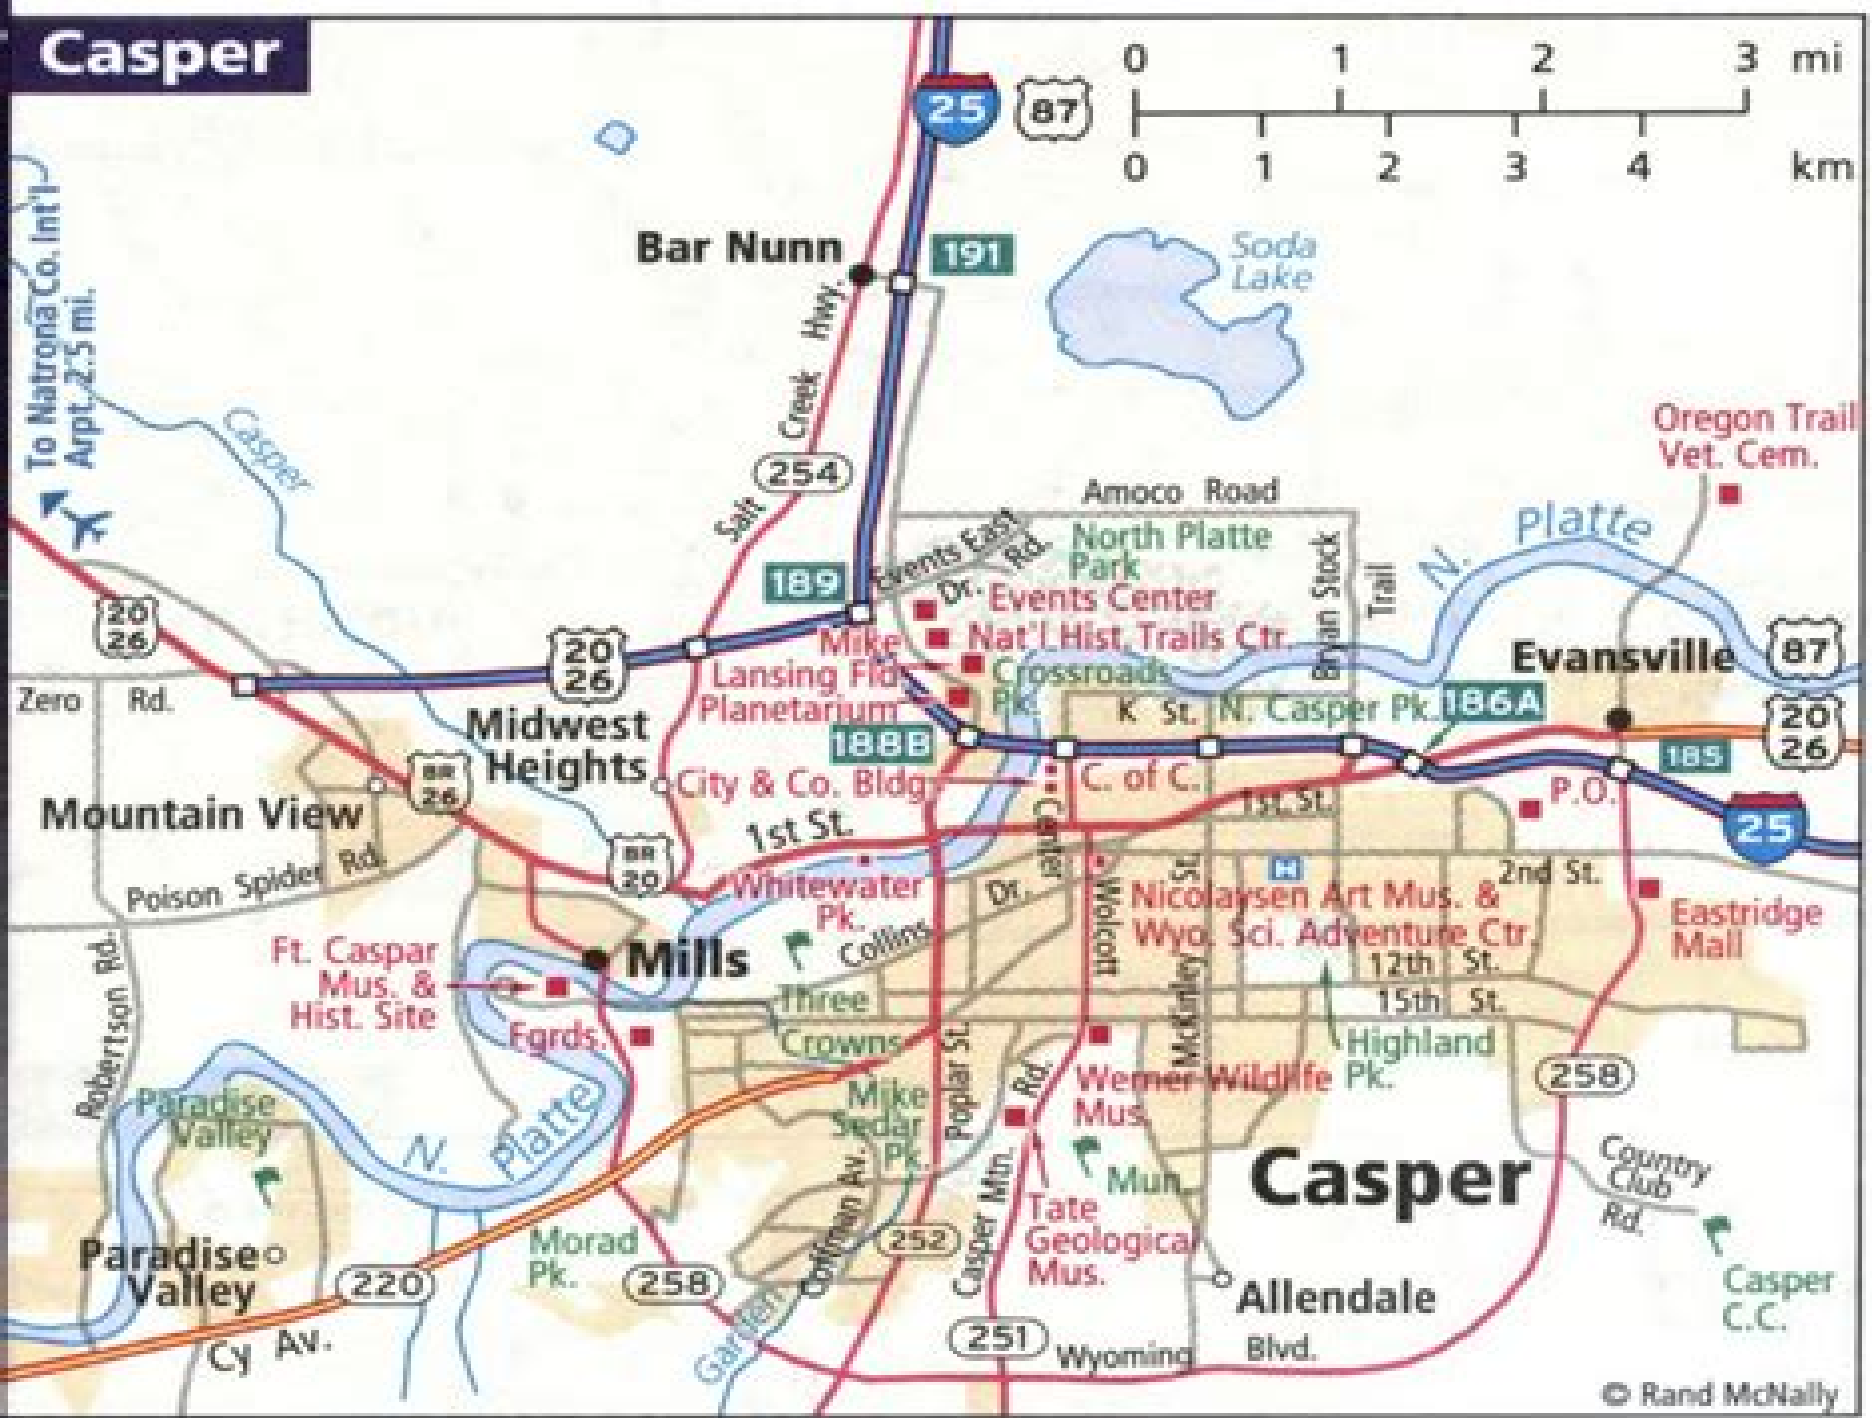 Casper
0 1 2 3 mi
0 1 2 3 4 km
25
87
To Natrona Co. Int'l
Arpt. 2.5 mi.
Bar Nunn
191
Soda
Lake
Salt Creek Hwy.
254
Casper
Oregon Trail
Vet. Cem.
Amoco Road
Events East
Dr.
Rd.
North Platte
Park
Bryan Stock
Trail
N. Platte
189
Events Center
Nat'l Hist. Trails Ctr.
Mike
Lansing Fld.
Planetarium
Crossroads
Pk.
20
26
20
26
Zero Rd.
Evansville
87
20
26
K St.
N. Casper Pk.
186A
185
188B
Midwest
Heights
City & Co. Bldg.
C. of C.
P.O.
25
BR
26
Mountain View
1st St.
1st. St.
Center
BR
20
Poison Spider Rd.
Whitewater
Pk.
Dr.
Collins
Wolcott
St.
McKinley
H
2nd St.
Nicolaysen Art Mus. &
Wyo. Sci. Adventure Ctr.
Eastridge
Mall
12th St.
15th St.
Robertson Rd.
Ft. Caspar
Mus. &
Hist. Site
Mills
Three
Crowns
Fgrds.
Highland
Pk.
258
Paradise
Valley
N. Platte
Mike
Sedar
Pk.
Poplar St.
Rd.
Casper Mtn.
Werner Wildlife
Mus.
Mun.
Casper
Country
Club
Rd.
Tate
Geological
Mus.
Coffman Av.
252
Morad
Pk.
258
Paradise
Valley
220
Cy Av.
Garden
Allendale
251
Wyoming Blvd.
Casper
C.C.
© Rand McNally